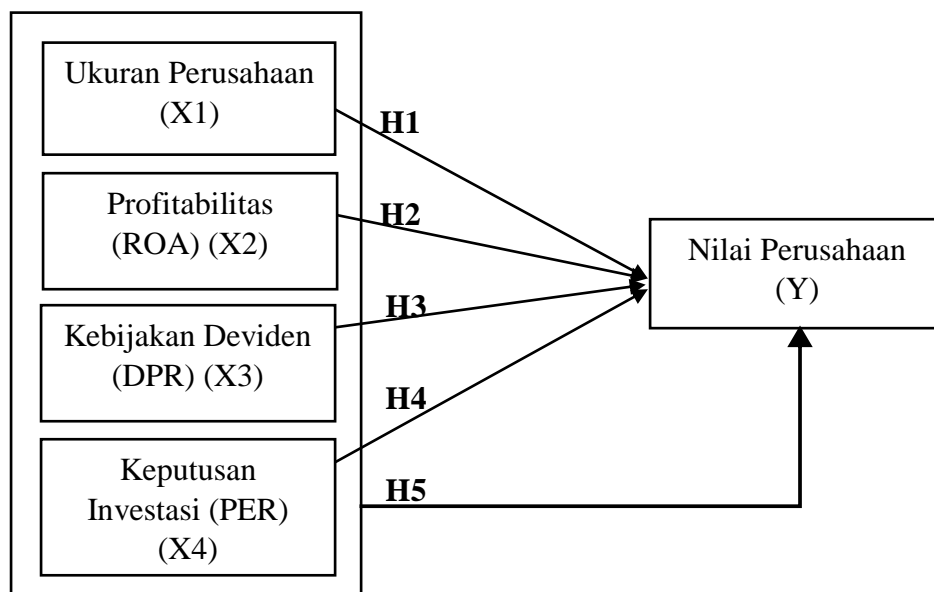 Ukuran Perusahaan
(X1)
H1
Profitabilitas
(ROA) (X2)
H2
Nilai Perusahaan
(Y)
Kebijakan Deviden
(DPR) (X3)
H3
H4
Keputusan
Investasi (PER)
(X4)
H5